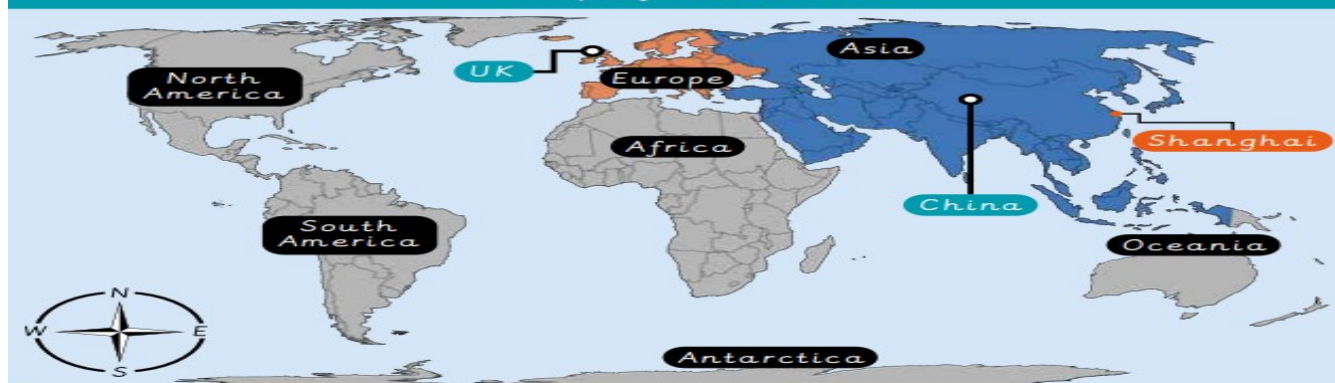 UK
Europe
Asia
North
America
Africa
Shanghai
China
South
America
Oceania
N
W
E
S
Antarctica